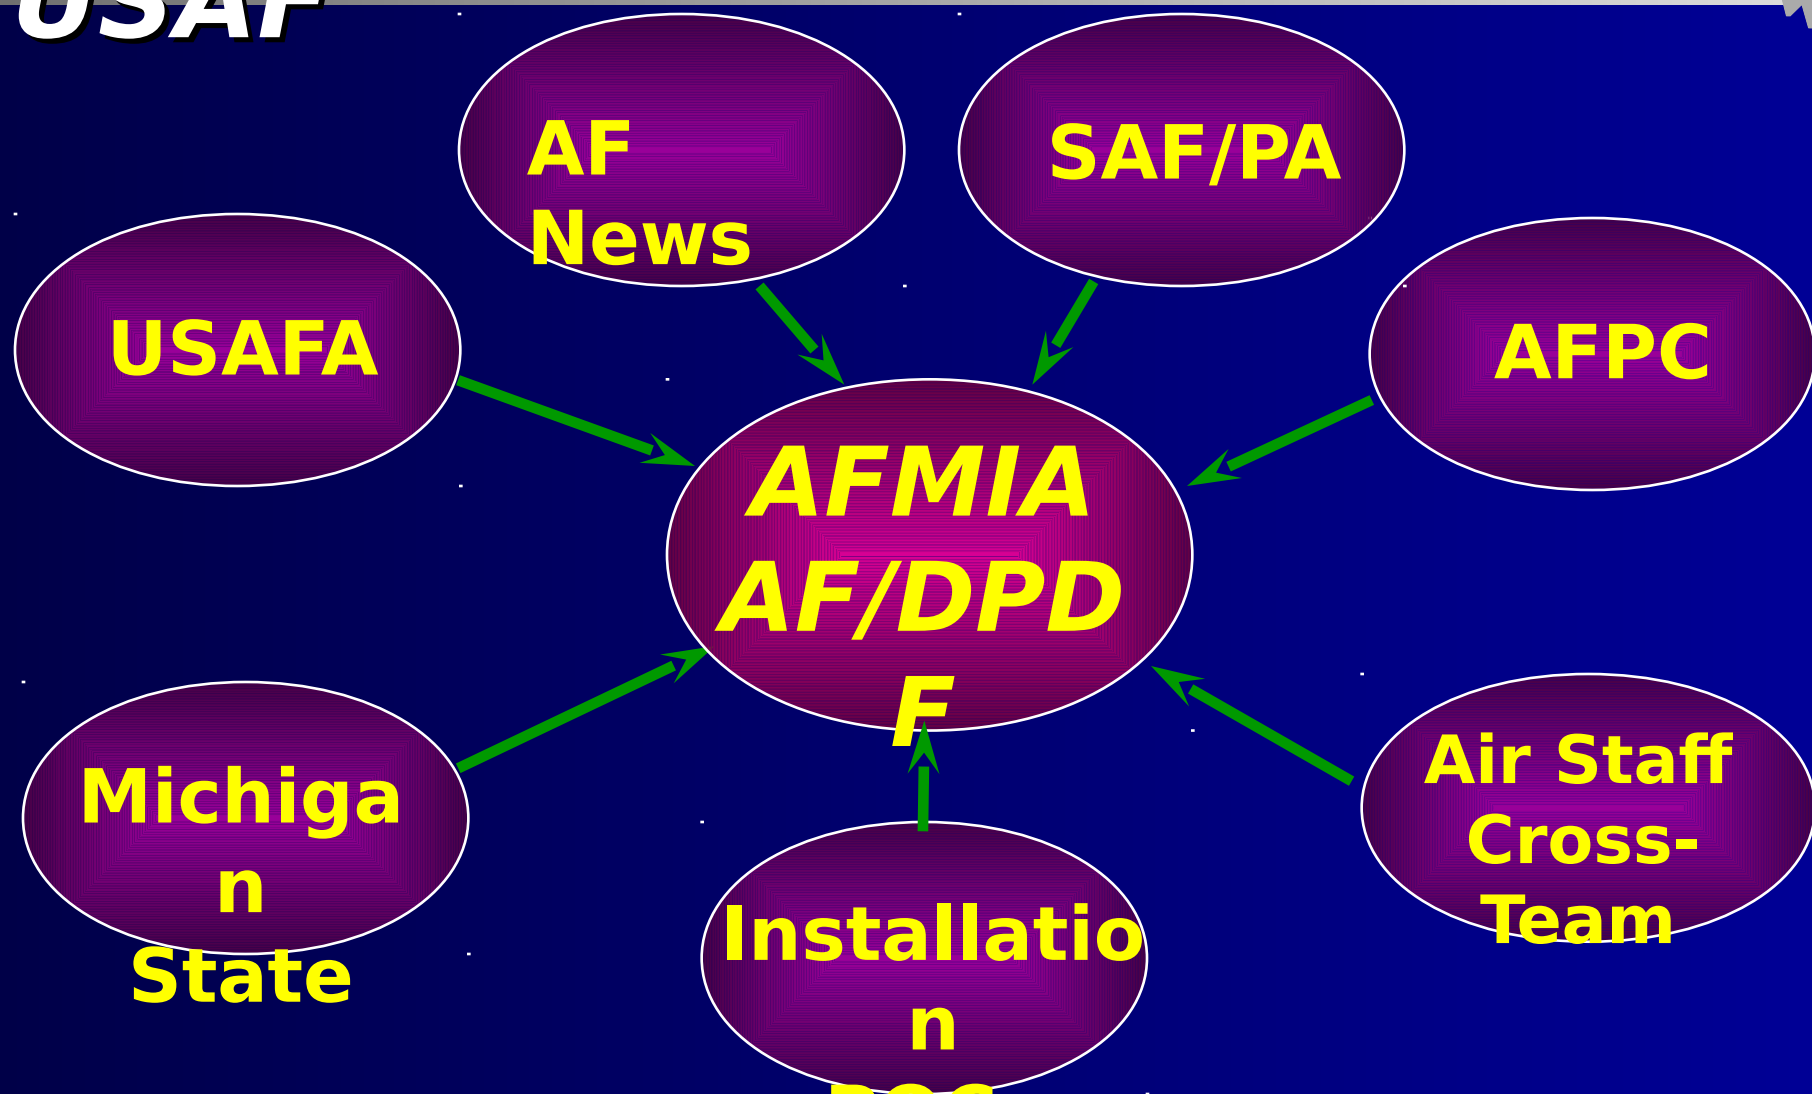 USAF
AF
News
SAF/PA
USAFA
AFPC
AFMIA
AF/DPD
F
Michiga
n
State
Air Staff
Cross-
Team
Installatio
n